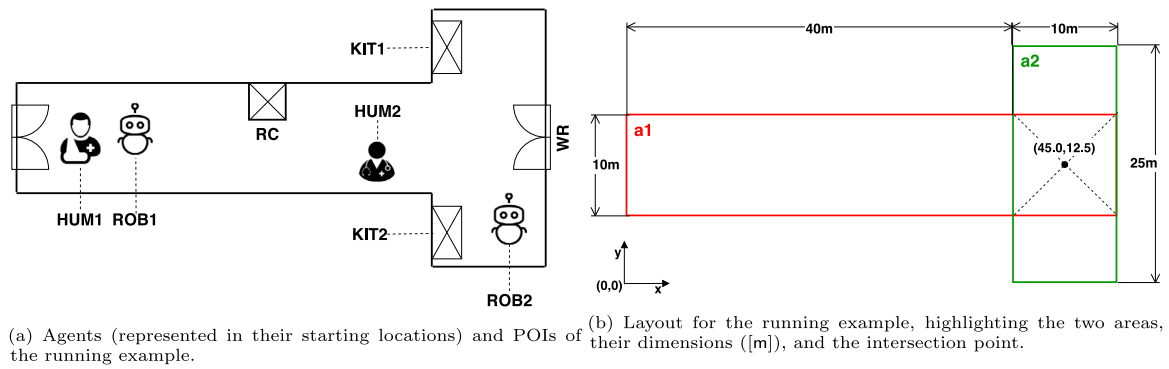 KIT1
HUM2
RC
WR
HUM1 ROB1
KIT2
ROB2
(a) Agents (represented in their starting locations) and POIs of
the running example.
40m
10m
a2
a1
(45.0,12.5)
10m
25m
y
(0,0)
x
(b) Layout for the running example, highlighting the two areas,
their dimensions ([m]), and the intersection point.